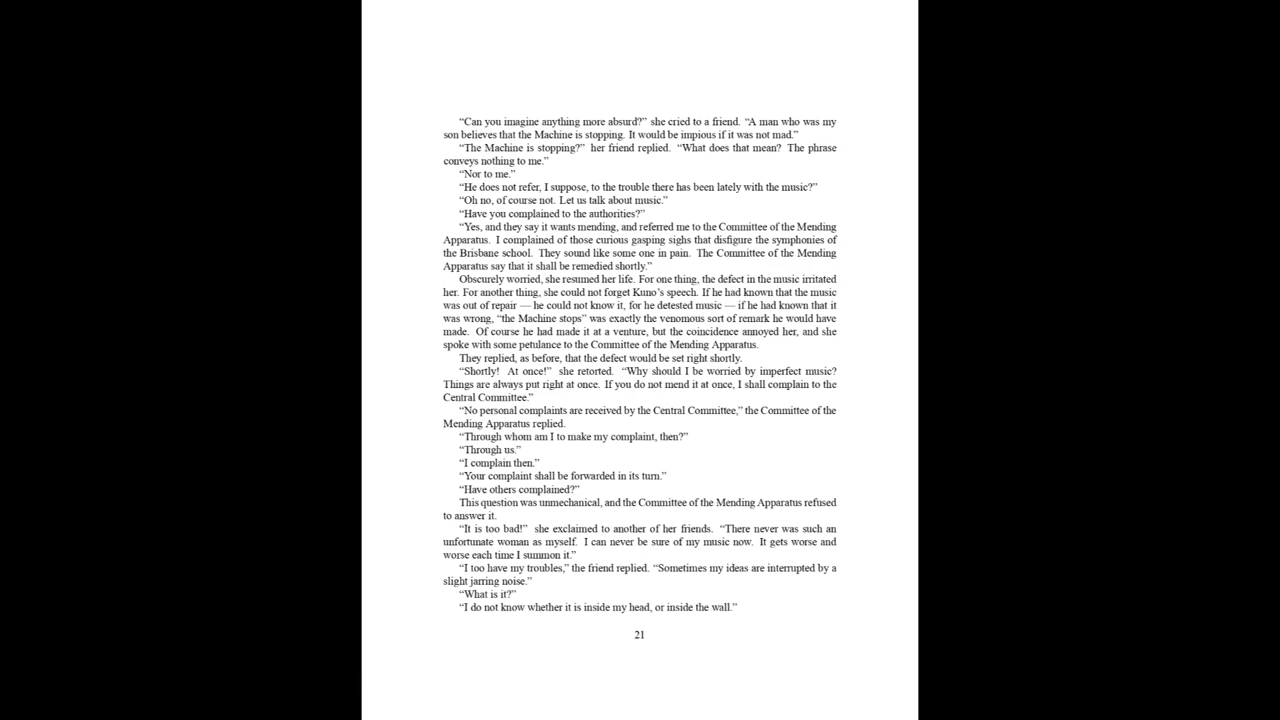 “Can you imagine anything more absurd?” she cried to a friend. “A man who was my
son believes that the Machine is stopping. It would be impious if it was not mad.”
“The Machine is stopping?” her friend replied. “What does that mean? The phrase
conveys nothing to me.”
“Nor to me.”
“He does not refer, I suppose, to the trouble there has been lately with the music?”
“Oh no, of course not. Let us talk about music.”
“Have you complained to the authorities?”
“Yes, and they say it wants mending, and referred me to the Committee of the Mending
Apparatus. I complained of those curious gasping sighs that disfigure the symphonies of
the Brisbane school. They sound like some one in pain. The Committee of the Mending
Apparatus say that it shall be remedied shortly.”
Obscurely worried, she resumed her life. For one thing, the defect in the music irritated
her. For another thing, she could not forget Kuno’s speech. If he had known that the music
was out of repair — he could not know it, for he detested music — if he had known that it
was wrong, “the Machine stops” was exactly the venomous sort of remark he would have
made. Of course he had made it at a venture, but the coincidence annoyed her, and she
spoke with some petulance to the Committee of the Mending Apparatus.
They replied, as before, that the defect would be set right shortly.
“Shortly! At once!” she retorted. “Why should I be worried by imperfect music?
Things are always put right at once. If you do not mend it at once, I shall complain to the
Central Committee.”
“No personal complaints are received by the Central Committee,” the Committee of the
Mending Apparatus replied.
“Through whom am I to make my complaint, then?”
“Through us.”
“I complain then.”
“Your complaint shall be forwarded in its turn.”
“Have others complained?”
This question was unmechanical, and the Committee of the Mending Apparatus refused
to answer it.
“It is too bad!” she exclaimed to another of her friends. “There never was such an
unfortunate woman as myself. I can never be sure of my music now. It gets worse and
worse each time I summon it.”
“I too have my troubles,” the friend replied. “Sometimes my ideas are interrupted by a
slight jarring noise.”
“What is it?”
“I do not know whether it is inside my head, or inside the wall.”
21